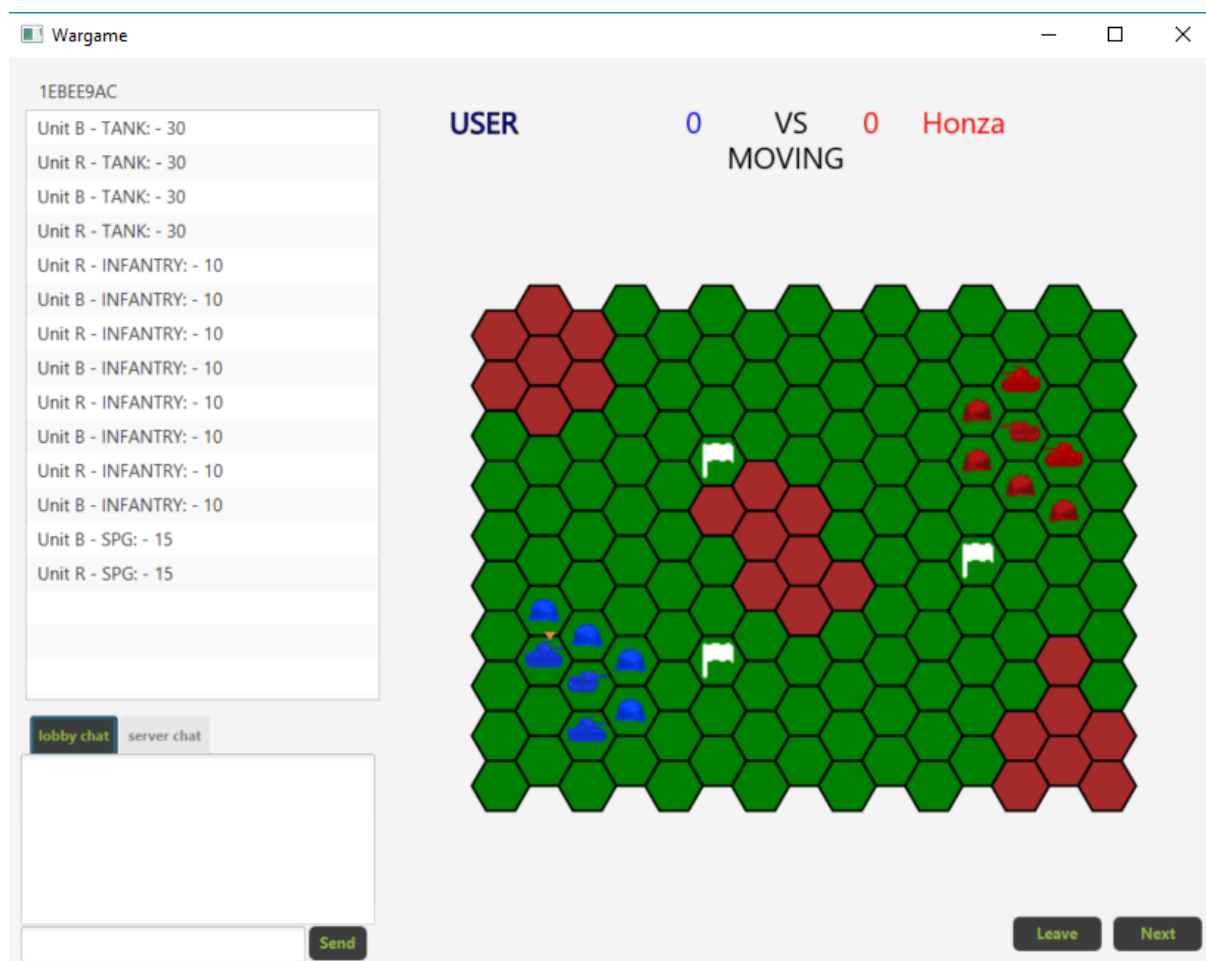 Wargame
1EBEE9AC
Unit B - TANK: - 30
Unit R - TANK: - 30
Unit B - TANK: - 30
Unit R - TANK: - 30
Unit R - INFANTRY: - 10
Unit B - INFANTRY: - 10
Unit R - INFANTRY: - 10
Unit B - INFANTRY: - 10
Unit R - INFANTRY: - 10
Unit B - INFANTRY: - 10
Unit R - INFANTRY: - 10
Unit B - INFANTRY: - 10
Unit B - SPG: - 15
Unit R - SPG: - 15
lobby chat server chat
Send
USER 0 VS 0 Honza
MOVING
Leave Next